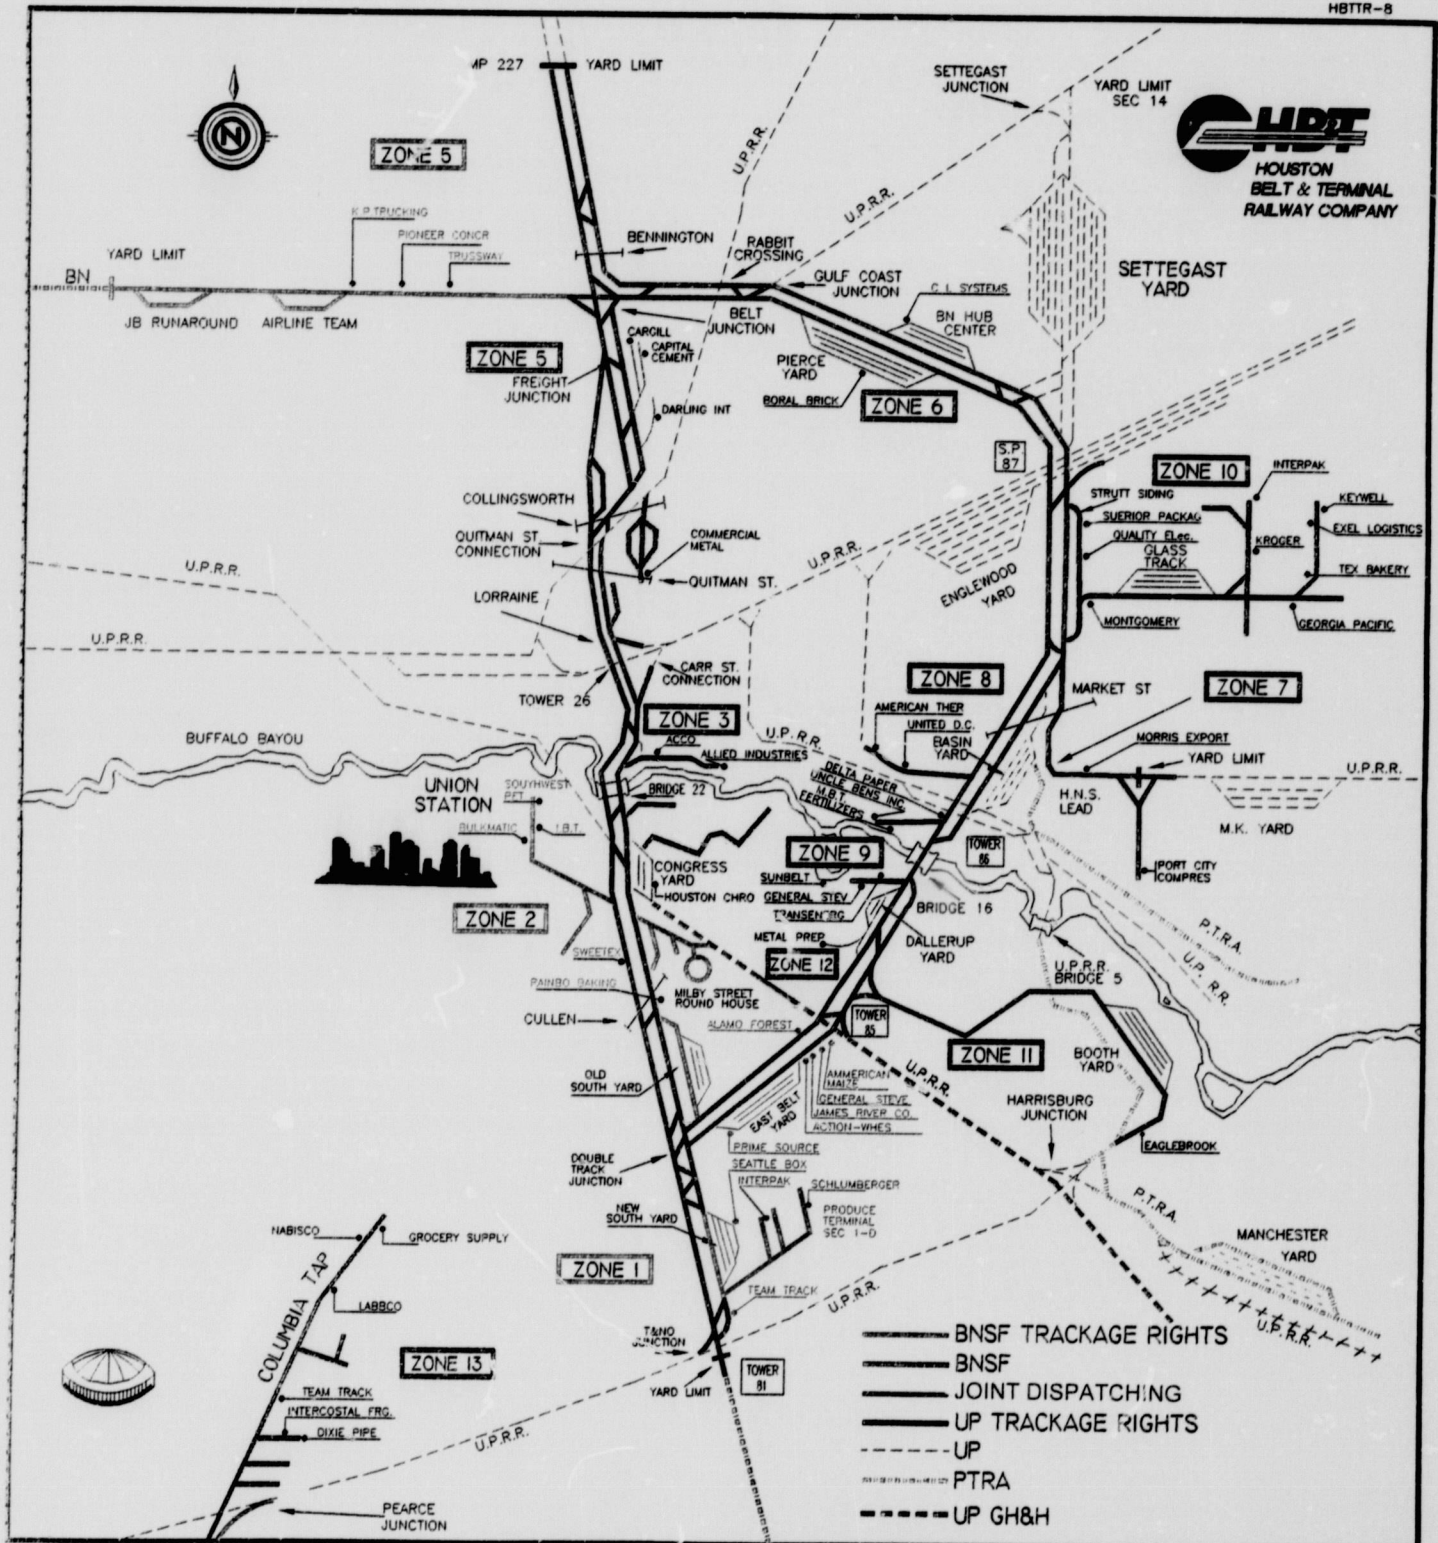 HBTTR-8
MP 227
YARD LIMIT
SETTEGAST
JUNCTION
YARD LIMIT
SEC 14
HB&T
HOUSTON
BELT & TERMINAL
RAILWAY COMPANY
N
ZONE 5
U.P.R.R.
U.P.R.R.
K.P TRUCKING
PIONEER CONCR
TRUSSWAY
YARD LIMIT
BN
JB RUNAROUND
AIRLINE TEAM
BENNINGTON
RABBIT
CROSSING
GULF COAST
JUNCTION
SETTEGAST
YARD
C.L. SYSTEMS
BN HUB
CENTER
BELT
JUNCTION
CARGILL
CAPITAL
CEMENT
ZONE 5
FREIGHT
JUNCTION
PIERCE
YARD
BORAL BRICK
ZONE 6
DARLING INT
S.P
87
ZONE 10
INTERPAK
STRUTT SIDING
KEYWELL
SUERIOR PACKAG
EXEL LOGISTICS
QUALITY ELec.
KROGER
GLASS
TRACK
TEX BAKERY
MONTGOMERY
GEORGIA PACIFIC
COLLINGSWORTH
QUITMAN ST.
CONNECTION
COMMERCIAL
METAL
QUITMAN ST.
U.P.R.R.
ENGLEWOOD
YARD
U.P.R.R.
LORRAINE
U.P.R.R.
CARR ST.
CONNECTION
TOWER 26
ZONE 8
MARKET ST
ZONE 7
ZONE 3
AMERICAN THER
UNITED D.C.
BASIN
YARD
MORRIS EXPORT
YARD LIMIT
U.P.R.R.
BUFFALO BAYOU
ACCO
ALLIED INDUSTRIES
U.P.R.R.
DELTA PAPER
UNCLE BENS INC.
M.B.T.
FERTILIZERS
H.N.S.
LEAD
M.K. YARD
UNION
STATION
SOUTHWEST
PET.
BRIDGE 22
BULKMATIC
I.B.T.
ZONE 9
TOWER
86
PORT CITY
COMPRES
CONGRESS
YARD
SUNBELT
HOUSTON CHRO
GENERAL STEV
BRIDGE 16
ZONE 2
METAL PREP
DALLERUP
YARD
P.T.R.A.
SWEETEX
ZONE 12
U.P.R.R.
BRIDGE 5
U.P.R.R.
RAINBO BAKING
MILBY STREET
ROUND HOUSE
CULLEN
ALAMO FOREST
TOWER
85
ZONE 11
BOOTH
YARD
OLD
SOUTH YARD
U.P.R.R.
AMMERICAN
MAIZE
GENERAL STEVE
JAMES RIVER CO.
ACTION-WHES
EAST BELT
YARD
HARRISBURG
JUNCTION
EAGLEBROOK
DOUBLE
TRACK
JUNCTION
PRIME SOURCE
SEATTLE BOX
INTERPAK
SCHLUMBERGER
NEW
SOUTH YARD
PRODUCE
TERMINAL
SEC 1-D
P.T.R.A.
MANCHESTER
YARD
NABISCO
GROCERY SUPPLY
ZONE 1
COLUMBIA TAP
LABBCO
TEAM TRACK
U.P.R.R.
U.P.R.R.
T&NO
JUNCTION
ZONE 13
TOWER
81
YARD LIMIT
TEAM TRACK
INTERCOSTAL FRG.
DIXIE PIPE
U.P.R.R.
PEARCE
JUNCTION
BNSF TRACKAGE RIGHTS
BNSF
JOINT DISPATCHING
UP TRACKAGE RIGHTS
UP
PTRA
UP GH&H